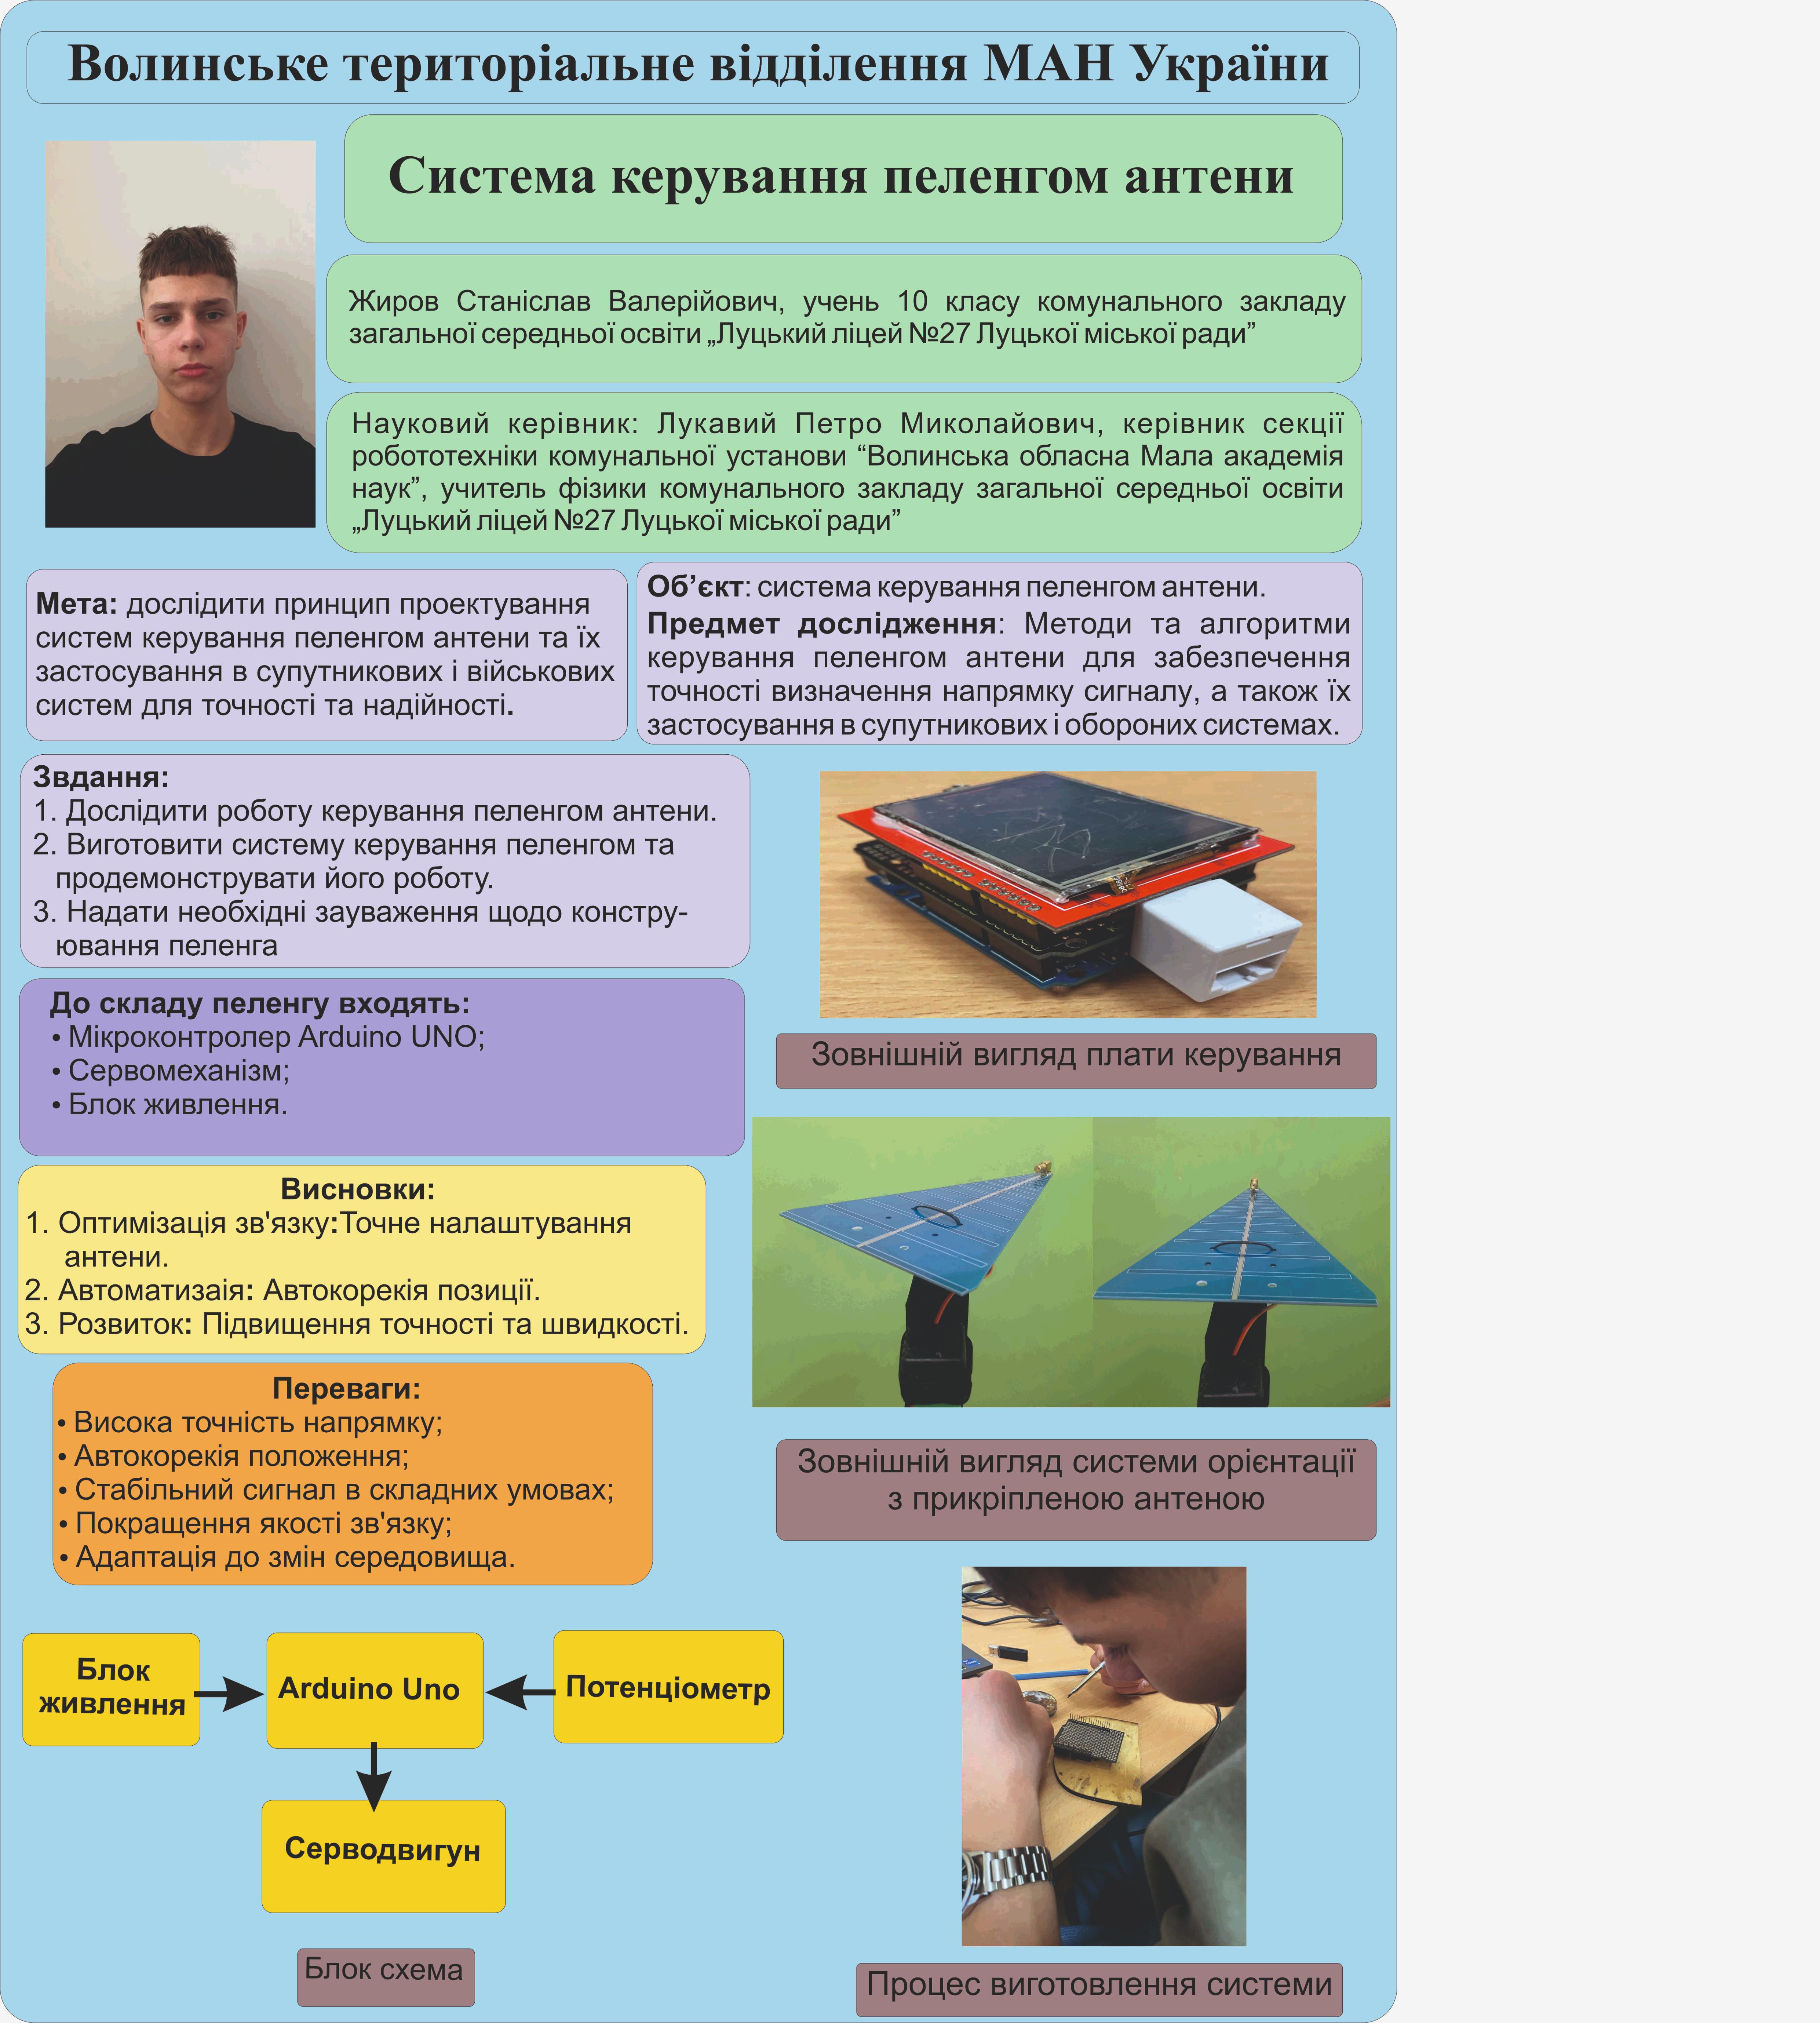 Волинське територіальне відділення МАН України
Система керування пеленгом антени
Жиров Станіслав Валерійович, учень 10 класу комунального закладу
загальної середньої освіти „Луцький ліцей №27 Луцької міської ради”
Науковий керівник: Лукавий Петро Миколайович, керівник секції
робототехніки комунальної установи “Волинська обласна Мала академія
наук”, учитель фізики комунального закладу загальної середньої освіти
„Луцький ліцей №27 Луцької міської ради”
Мета: дослідити принцип проектування
систем керування пеленгом антени та їх
застосування в супутникових і військових
систем для точності та надійності.
Об’єкт: система керування пеленгом антени.
Предмет дослідження: Методи та алгоритми
керування пеленгом антени для забезпечення
точності визначення напрямку сигналу, а також їх
застосування в супутникових і обороних системах.
Звдання:
1. Дослідити роботу керування пеленгом антени.
2. Виготовити систему керування пеленгом та
продемонструвати його роботу.
3. Надати необхідні зауваження щодо констру-
ювання пеленга
До складу пеленгу входять:
• Мікроконтролер Arduino UNO;
• Сервомеханізм;
• Блок живлення.
Зовнішній вигляд плати керування
Висновки:
1. Оптимізація зв'язку:Точне налаштування
антени.
2. Автоматизаія: Автокорекія позиції.
3. Розвиток: Підвищення точності та швидкості.
Переваги:
• Висока точність напрямку;
• Автокорекія положення;
• Стабільний сигнал в складних умовах;
• Покращення якості зв'язку;
• Адаптація до змін середовища.
Зовнішній вигляд системи орієнтації
з прикріпленою антеною
Блок
живлення
Arduino Uno
Потенціометр
Серводвигун
Блок схема
Процес виготовлення системи